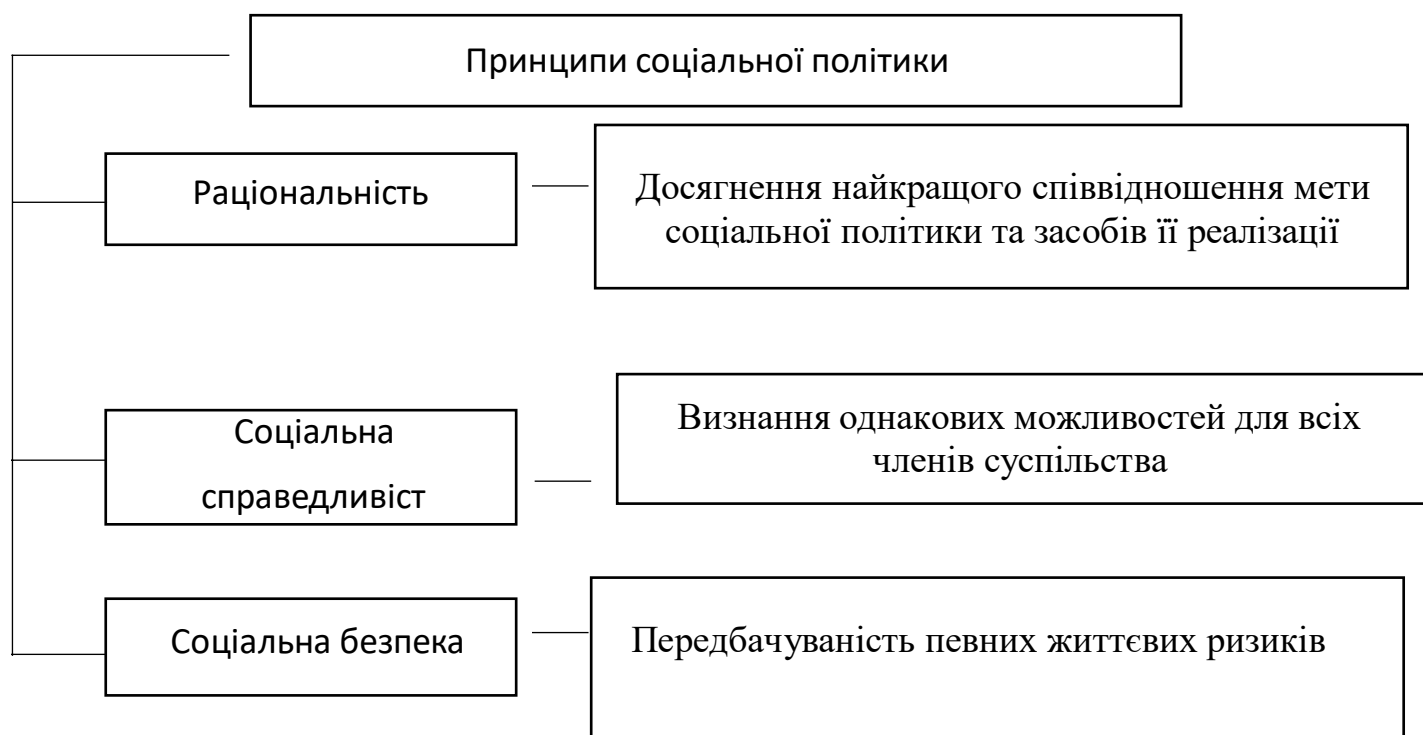 Принципи соціальної політики
Раціональність
Досягнення найкращого співвідношення мети
соціальної політики та засобів її реалізації
Соціальна
справедливіст
Визнання однакових можливостей для всіх
членів суспільства
Соціальна безпека
Передбачуваність певних життєвих ризиків